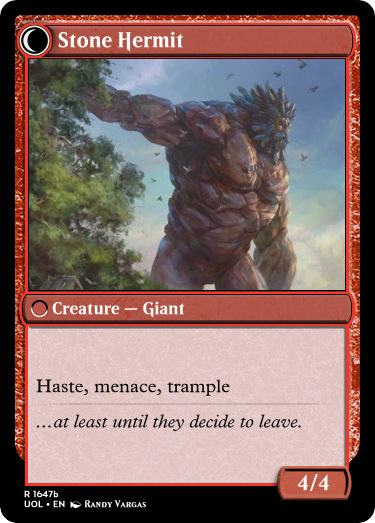 Stone Hermit
Creature — Giant
Haste, menace, trample
…at least until they decide to leave.
4/4
R 1647b
UOL • EN Randy Vargas